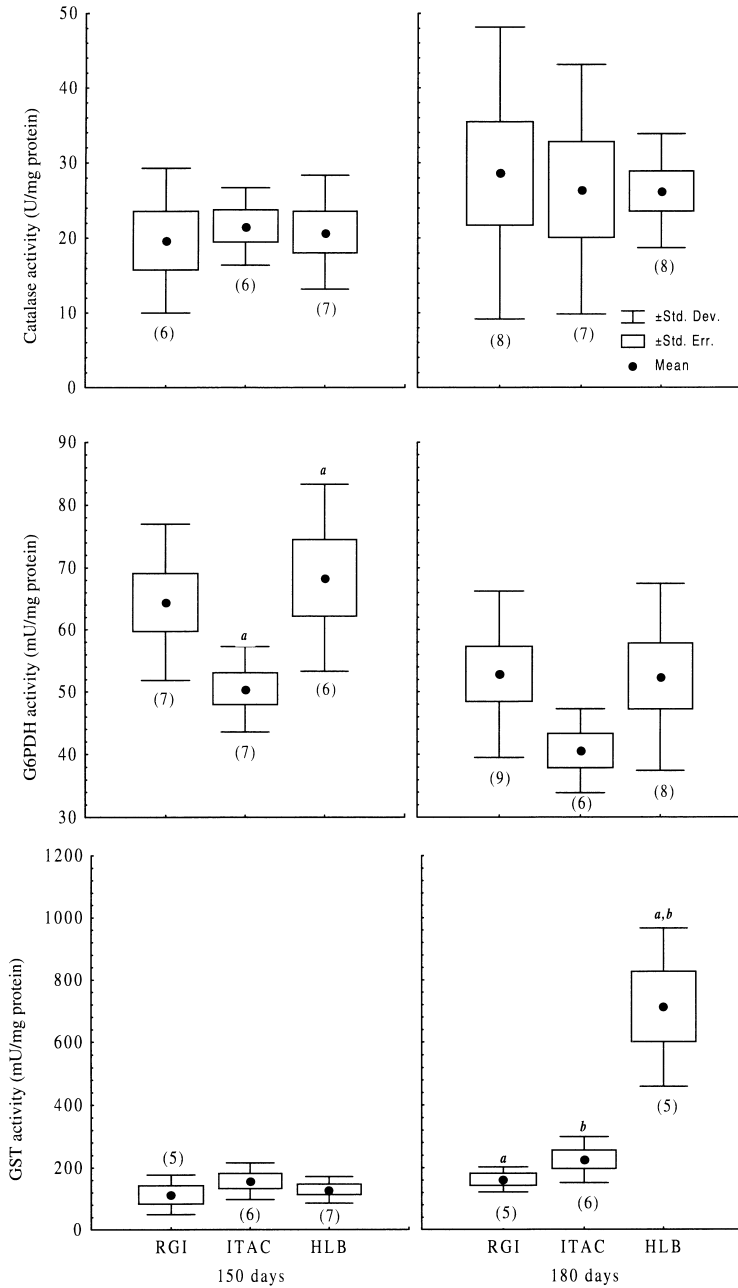 Catalase activity (U/mg protein)
50
40
30
20
10
0
(6)
(6)
(7)
(8)
(7)
(8)
±Std. Dev.
±Std. Err.
Mean
G6PDH activity (mU/mg protein)
90
80
70
60
50
40
30
a
a
(7)
(7)
(6)
(9)
(6)
(8)
GST activity (mU/mg protein)
1200
1000
800
600
400
200
0
(5)
(6)
(7)
a
b
a,b
(5)
(6)
(5)
RGI ITAC HLB RGI ITAC HLB
150 days 180 days